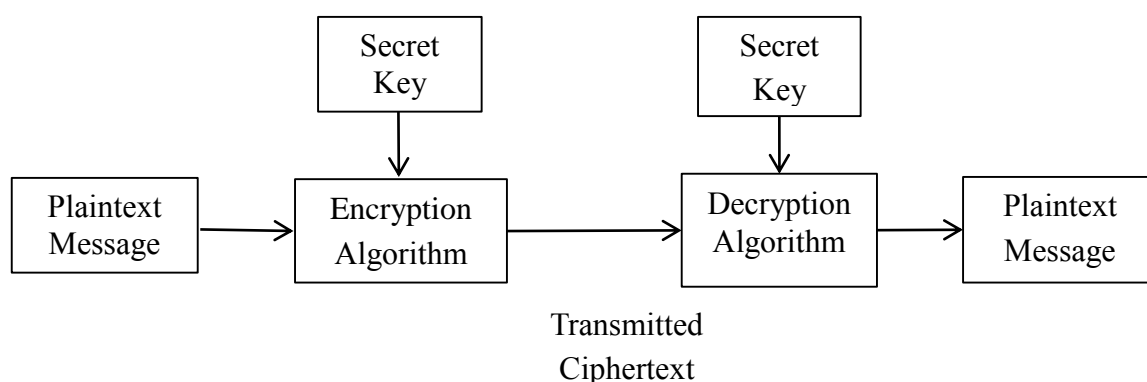 Secret
Key
Secret
Key
Plaintext
Message
Encryption
Algorithm
Decryption
Algorithm
Plaintext
Message
Transmitted
Ciphertext